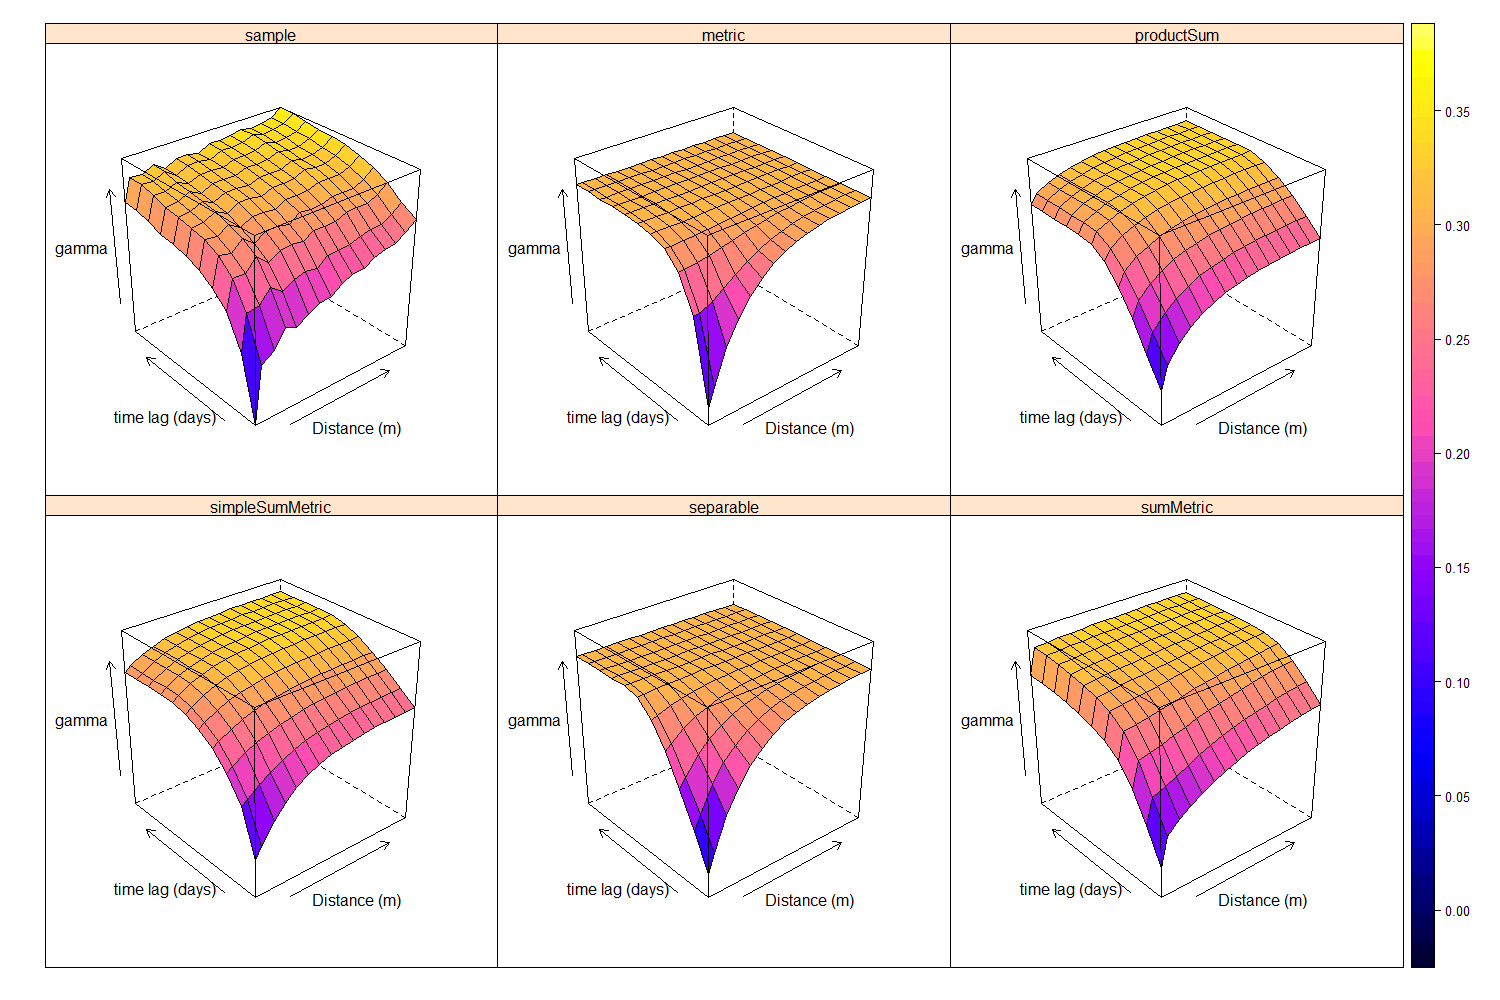 sample
metric
productSum
gamma
time lag (days)
Distance (m)
gamma
time lag (days)
Distance (m)
gamma
time lag (days)
Distance (m)
simpleSumMetric
separable
sumMetric
gamma
time lag (days)
Distance (m)
gamma
time lag (days)
Distance (m)
gamma
time lag (days)
Distance (m)
0.35
0.30
0.25
0.20
0.15
0.10
0.05
0.00